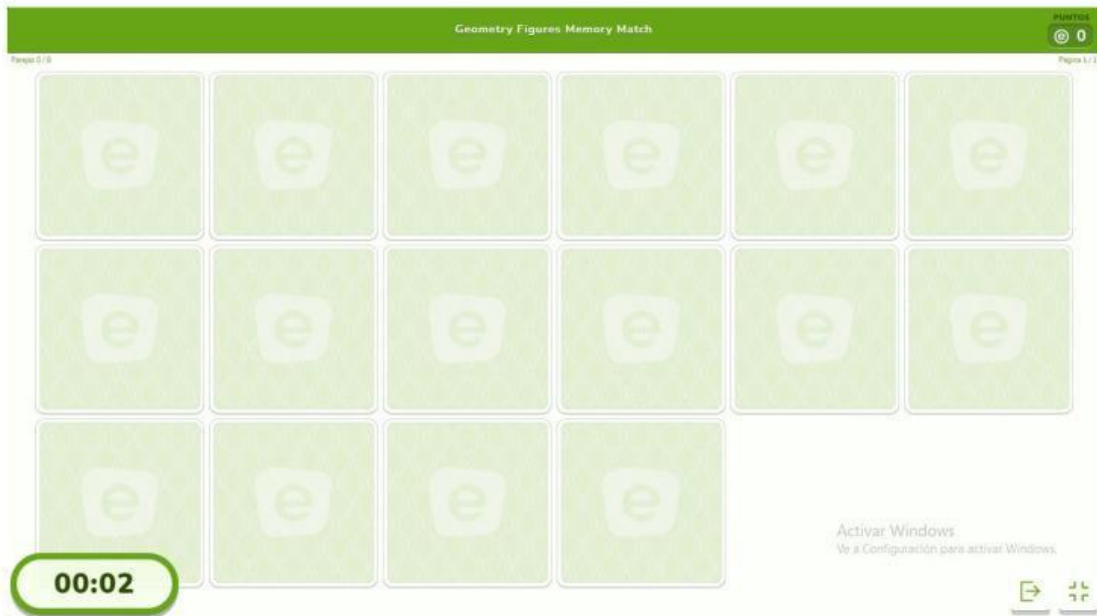 Geometry Figures Memory Match
PUNTOS
0
Parejas 0 / 8
Página 1 / 1
e e e e e e
e e e e e e
e e e e
Activar Windows
Ve a Configuración para activar Windows.
00:02